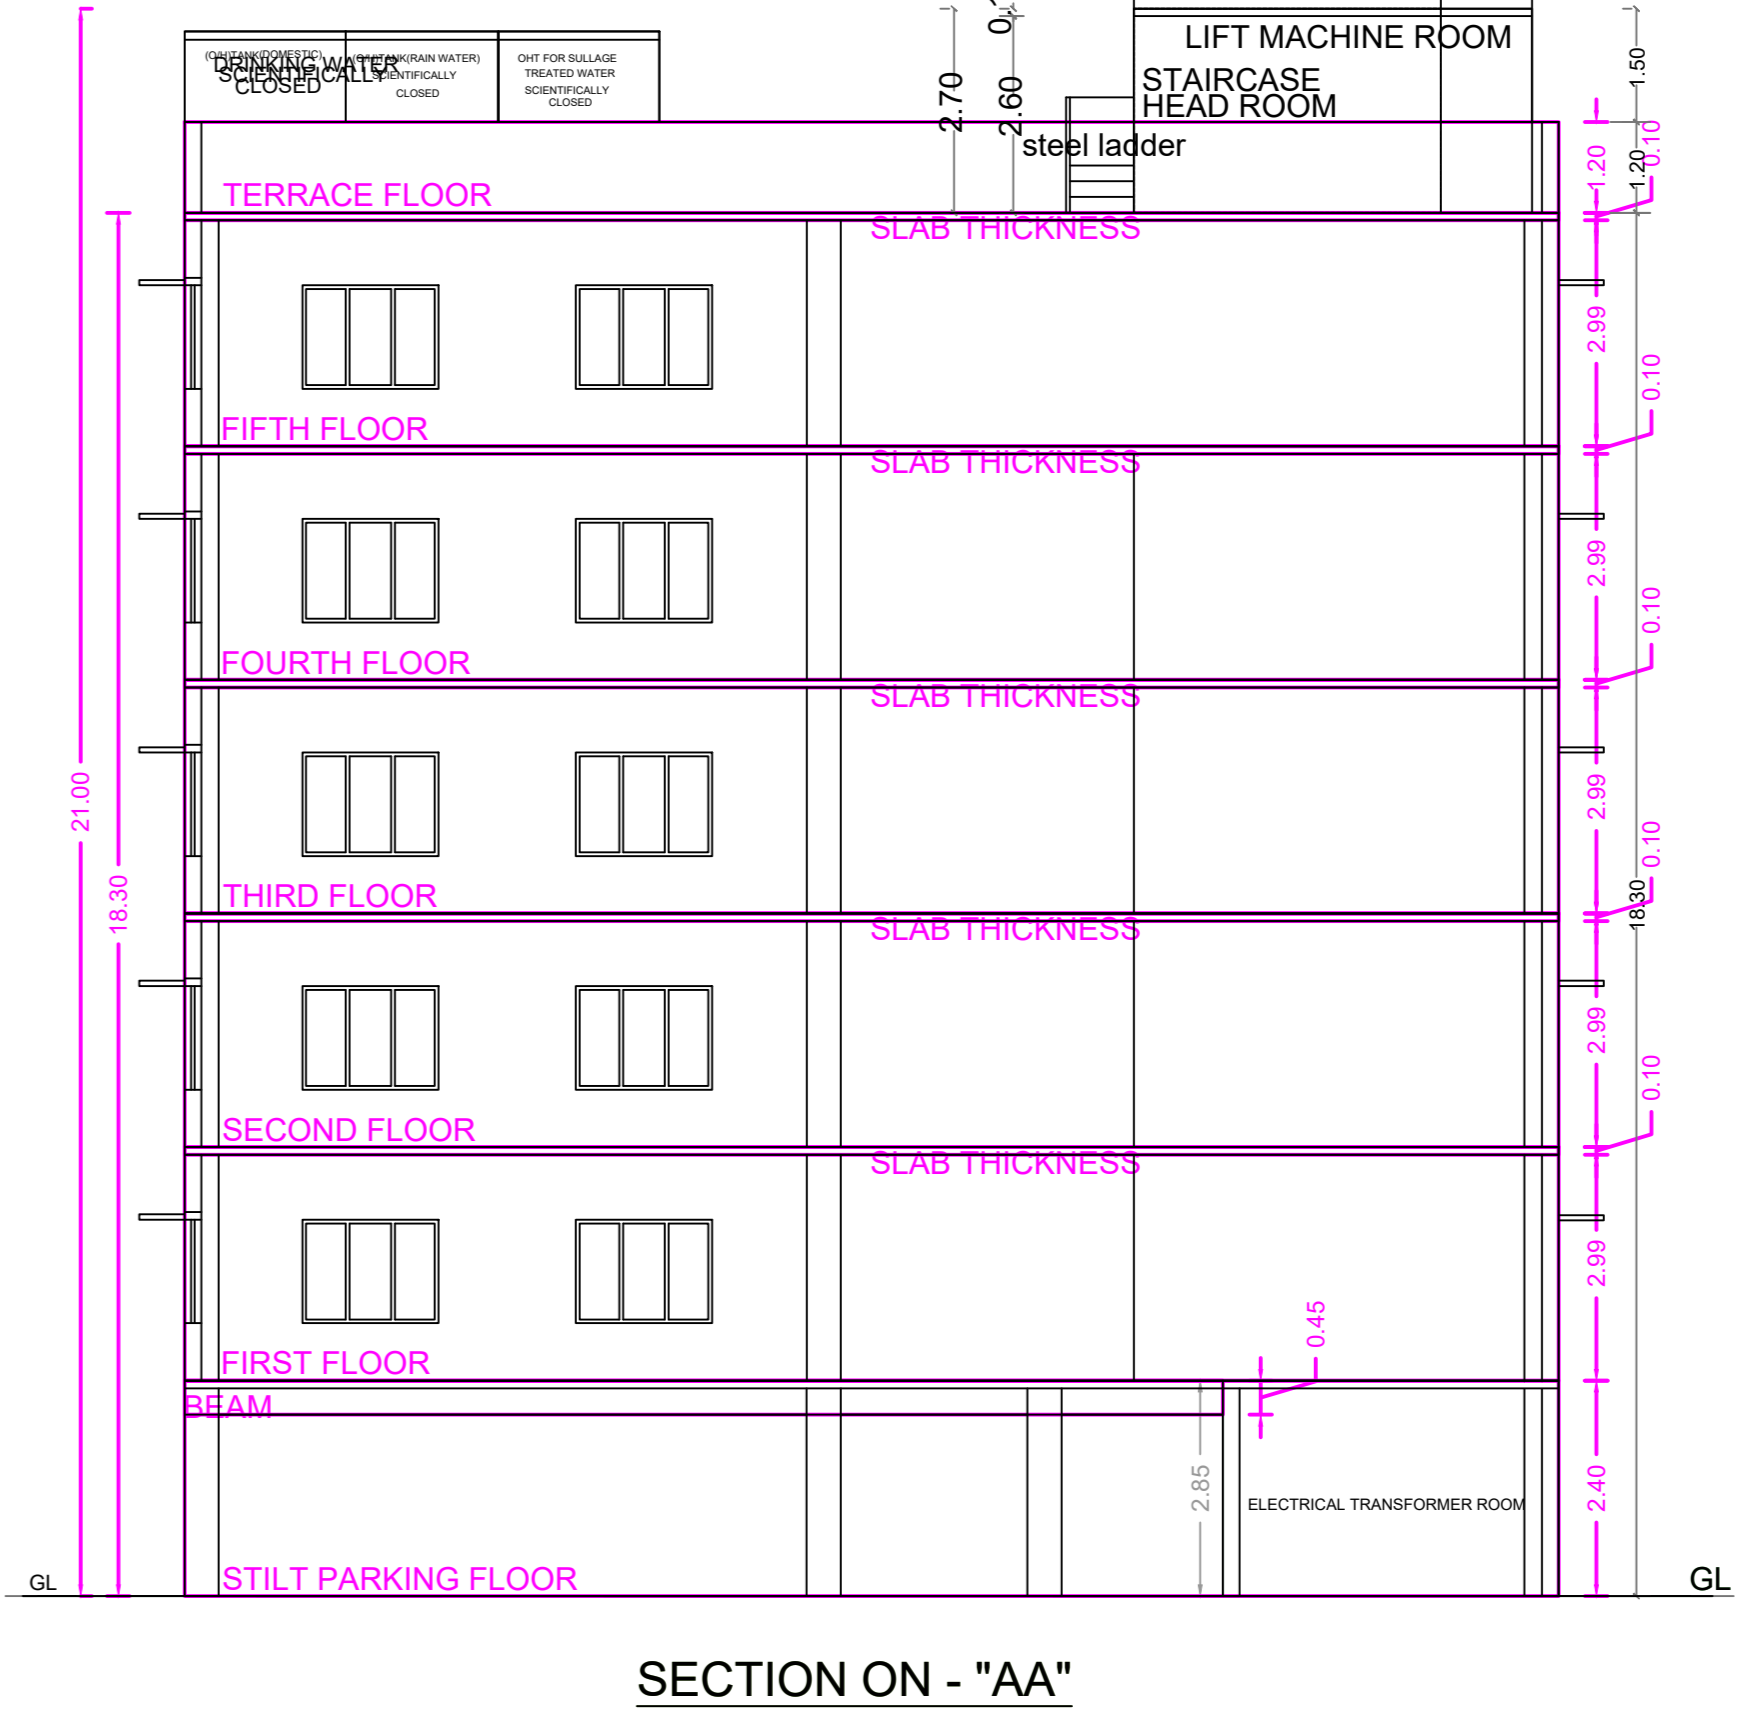 LIFT MACHINE ROOM
STAIRCASE
HEAD ROOM
(O/H)TANK(DOMESTIC)
DRINKING WATER
SCIENTIFICALLY
CLOSED
(O/H)TANK(RAIN WATER)
SCIENTIFICALLY
CLOSED
OHT FOR SULLAGE
TREATED WATER
SCIENTIFICALLY
CLOSED
2.70
2.60
1.50
steel ladder
1.20
1.20
0.10
TERRACE FLOOR
SLAB THICKNESS
2.99
0.10
FIFTH FLOOR
SLAB THICKNESS
2.99
0.10
FOURTH FLOOR
SLAB THICKNESS
21.00
2.99
0.10
18.30
18.30
THIRD FLOOR
SLAB THICKNESS
2.99
0.10
SECOND FLOOR
SLAB THICKNESS
2.99
0.45
FIRST FLOOR
BEAM
2.85
2.40
ELECTRICAL TRANSFORMER ROOM
STILT PARKING FLOOR
GL
GL
SECTION ON - "AA"